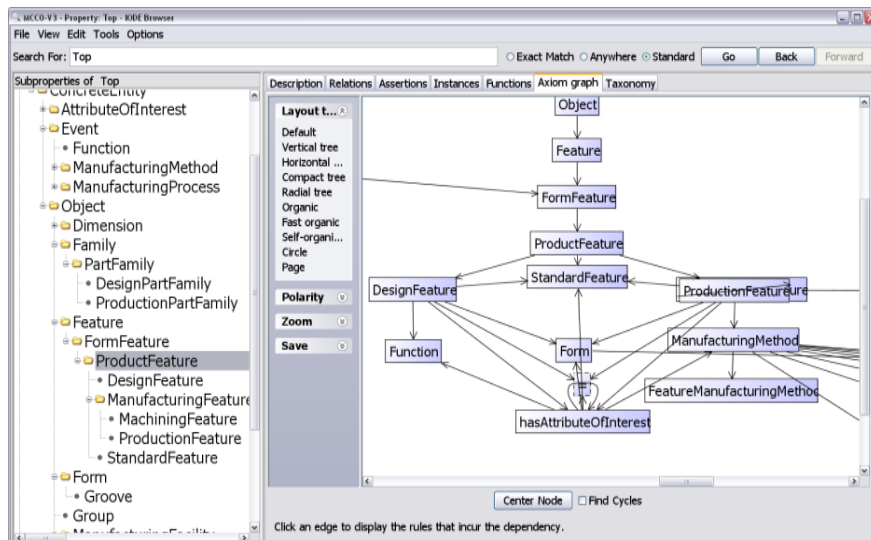 MCCO-V3 - Property: Top - IODE Browser
File View Edit Tools Options
Search For: Top Exact Match Anywhere Standard Go Back Forward
Subproperties of Top
ConcreteEntity
AttributeOfInterest
Event
Function
ManufacturingMethod
ManufacturingProcess
Object
Dimension
Family
PartFamily
DesignPartFamily
ProductionPartFamily
Feature
FormFeature
ProductFeature
DesignFeature
ManufacturingFeature
MachiningFeature
ProductionFeature
StandardFeature
Form
Groove
Group
ManufacturingFacility
Description Relations Assertions Instances Functions Axiom graph Taxonomy
Layout t...
Default
Vertical tree
Horizontal ...
Compact tree
Radial tree
Organic
Fast organic
Self-organi...
Circle
Page
Polarity
Zoom
Save
Object
Feature
FormFeature
ProductFeature
StandardFeature
DesignFeature
ProductionFeature
Function
Form
ManufacturingMethod
=
FeatureManufacturingMethod
hasAttributeOfInterest
Center Node Find Cycles
Click an edge to display the rules that incur the dependency.